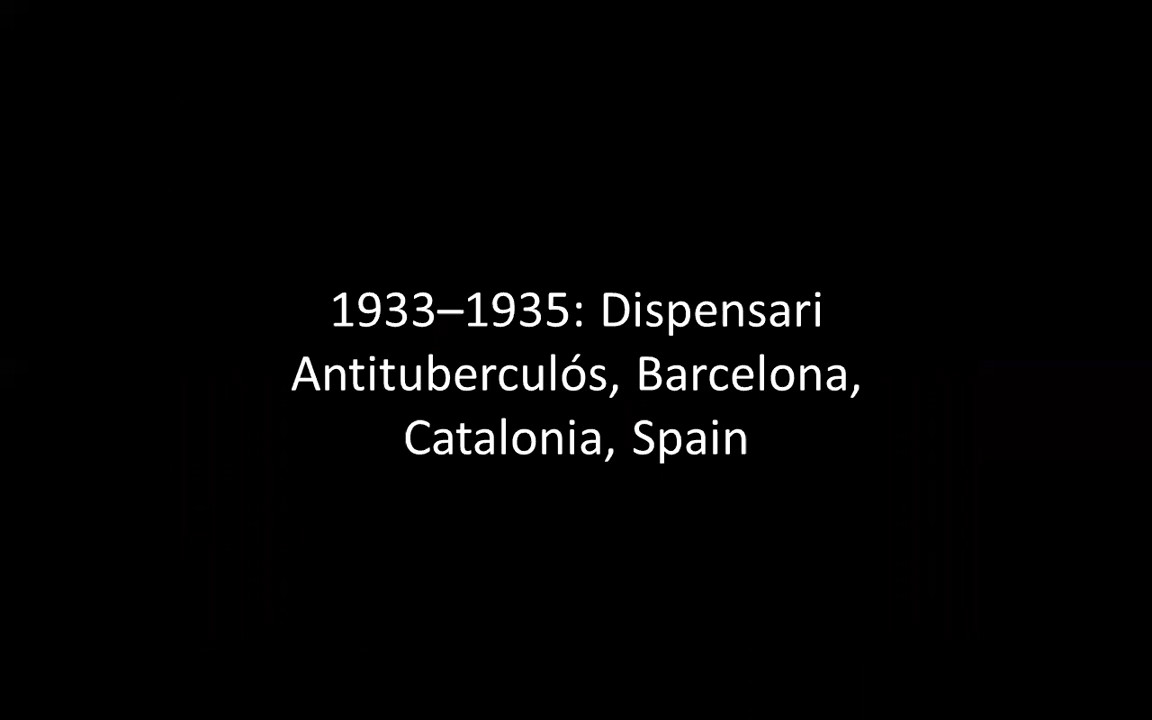 1933–1935: Dispensari
Antituberculós, Barcelona,
Catalonia, Spain